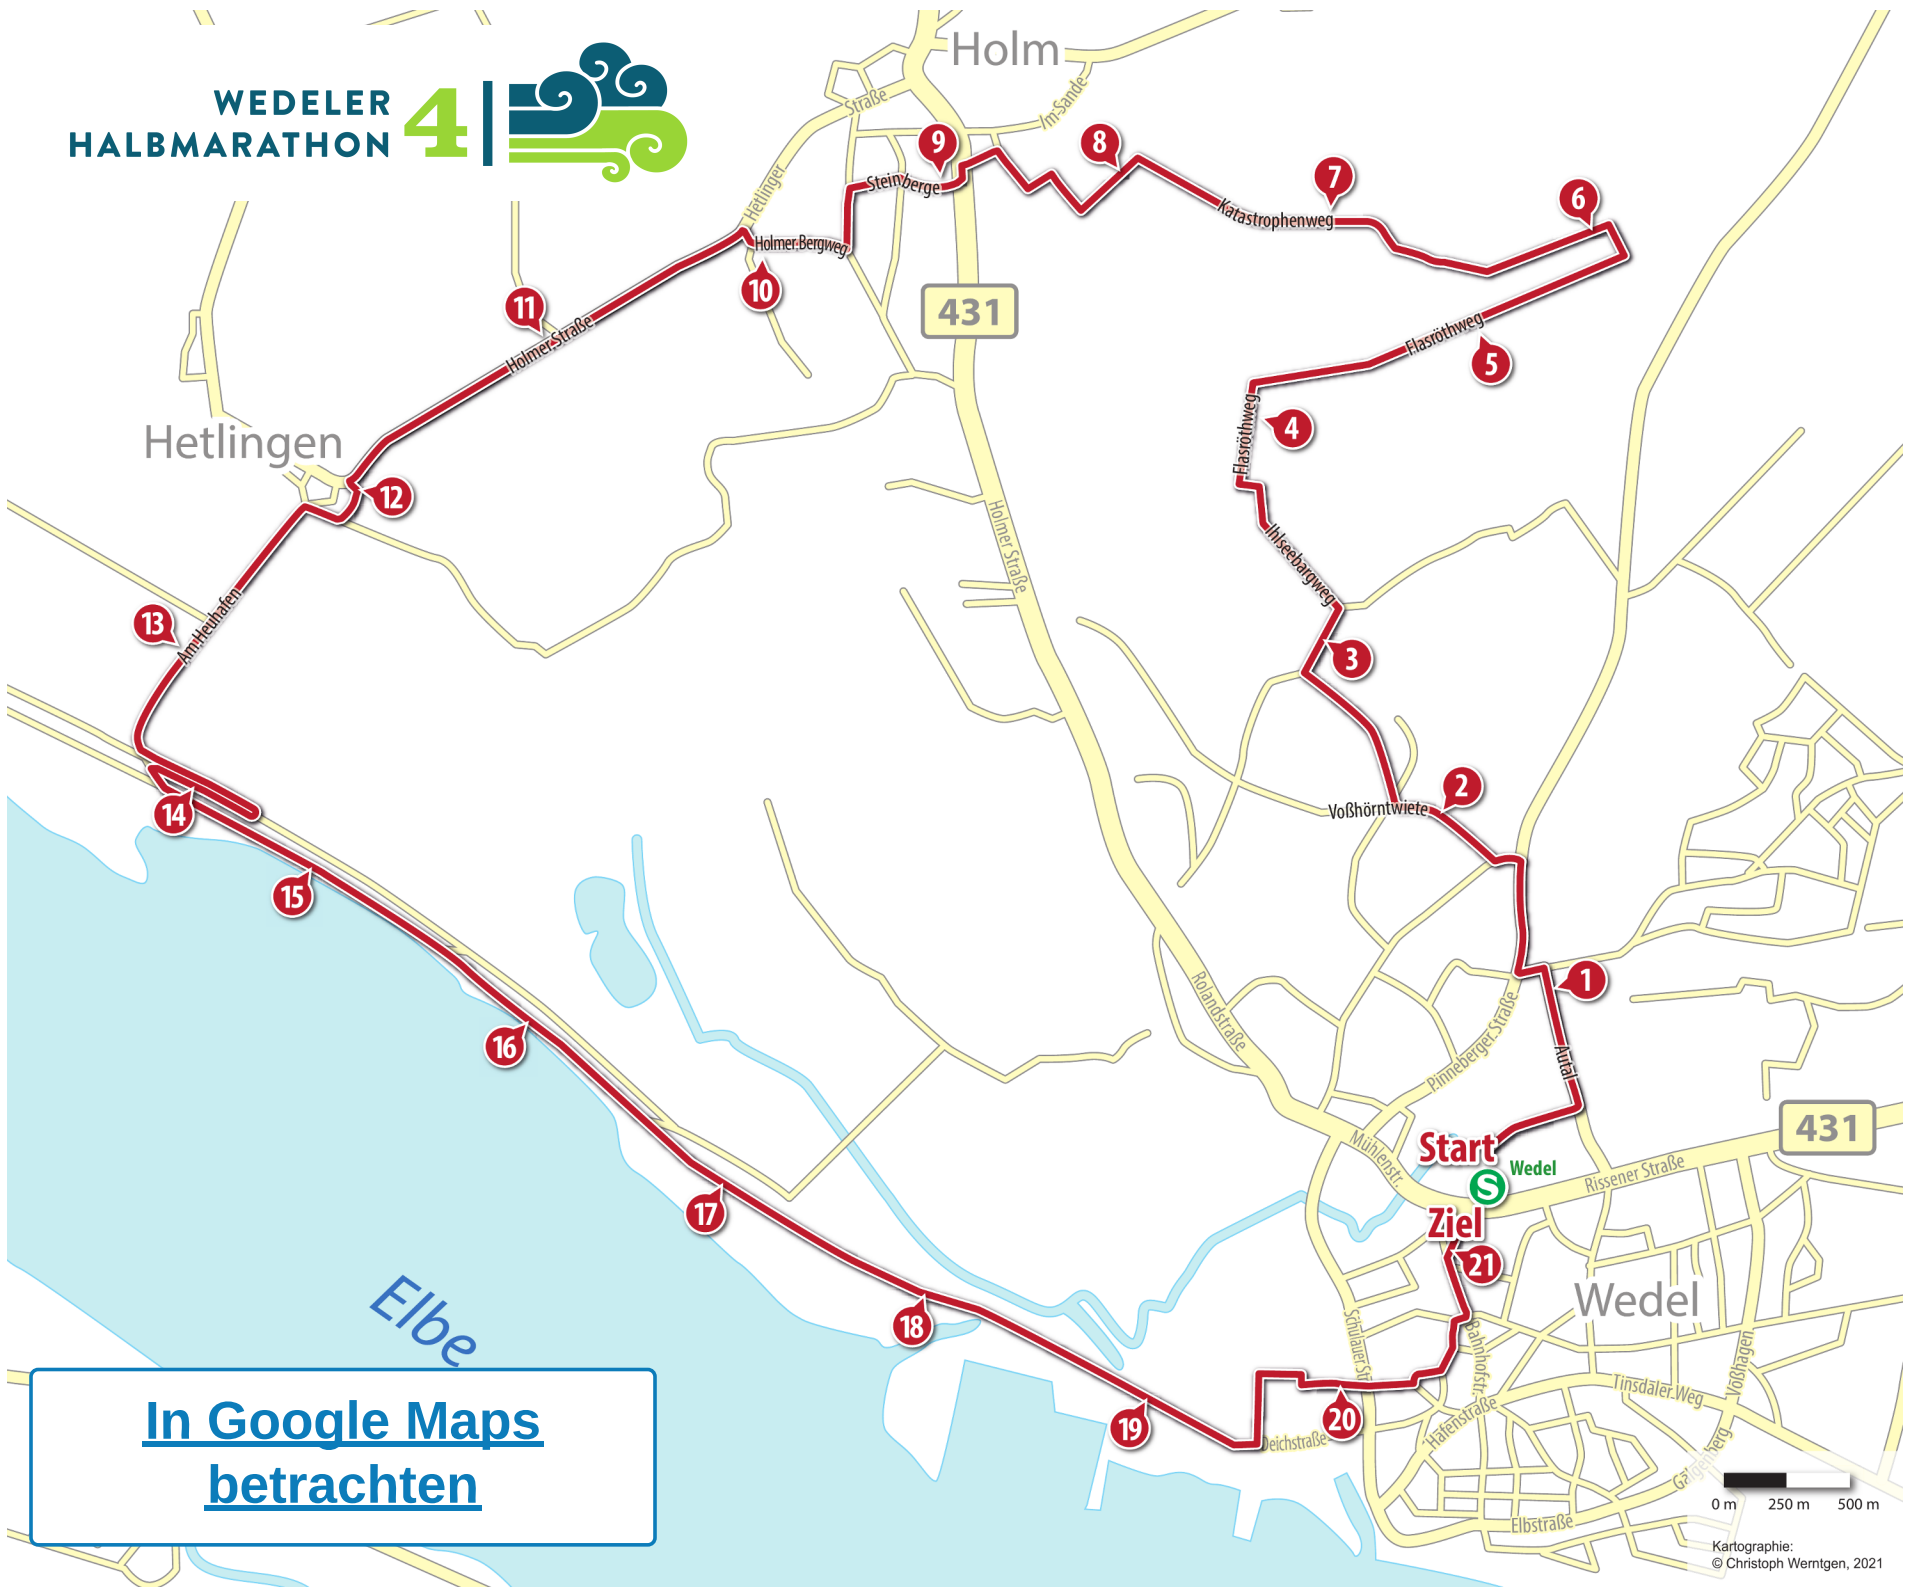 Holm
WEDELER
HALBMARATHON
4
Straße
Im-Sande
Hetlinger
9
8
7
6
Steinberge
Katastrophenweg
Holmer Bergweg
10
11
Holmer Straße
431
Flasröthweg
5
4
Flasröthweg
Hetlingen
12
Holmer Straße
Ihlseebargweg
13
Am Heuhafen
3
2
Voßhörntwiete
14
15
1
Rolandstraße
Pinneberger Straße
16
Autal
431
Mühlenstr.
Start
Wedel
S
Rissener Straße
17
Ziel
21
Wedel
Elbe
18
Schulauer Str.
Bahnhofstr.
Voßhagen
Tinsdaler Weg
19
20
Hafenstraße
Deichstraße
Galgenberg
Elbstraße
In Google Maps
betrachten
0 m 250 m 500 m
Kartographie:
© Christoph Werntgen, 2021